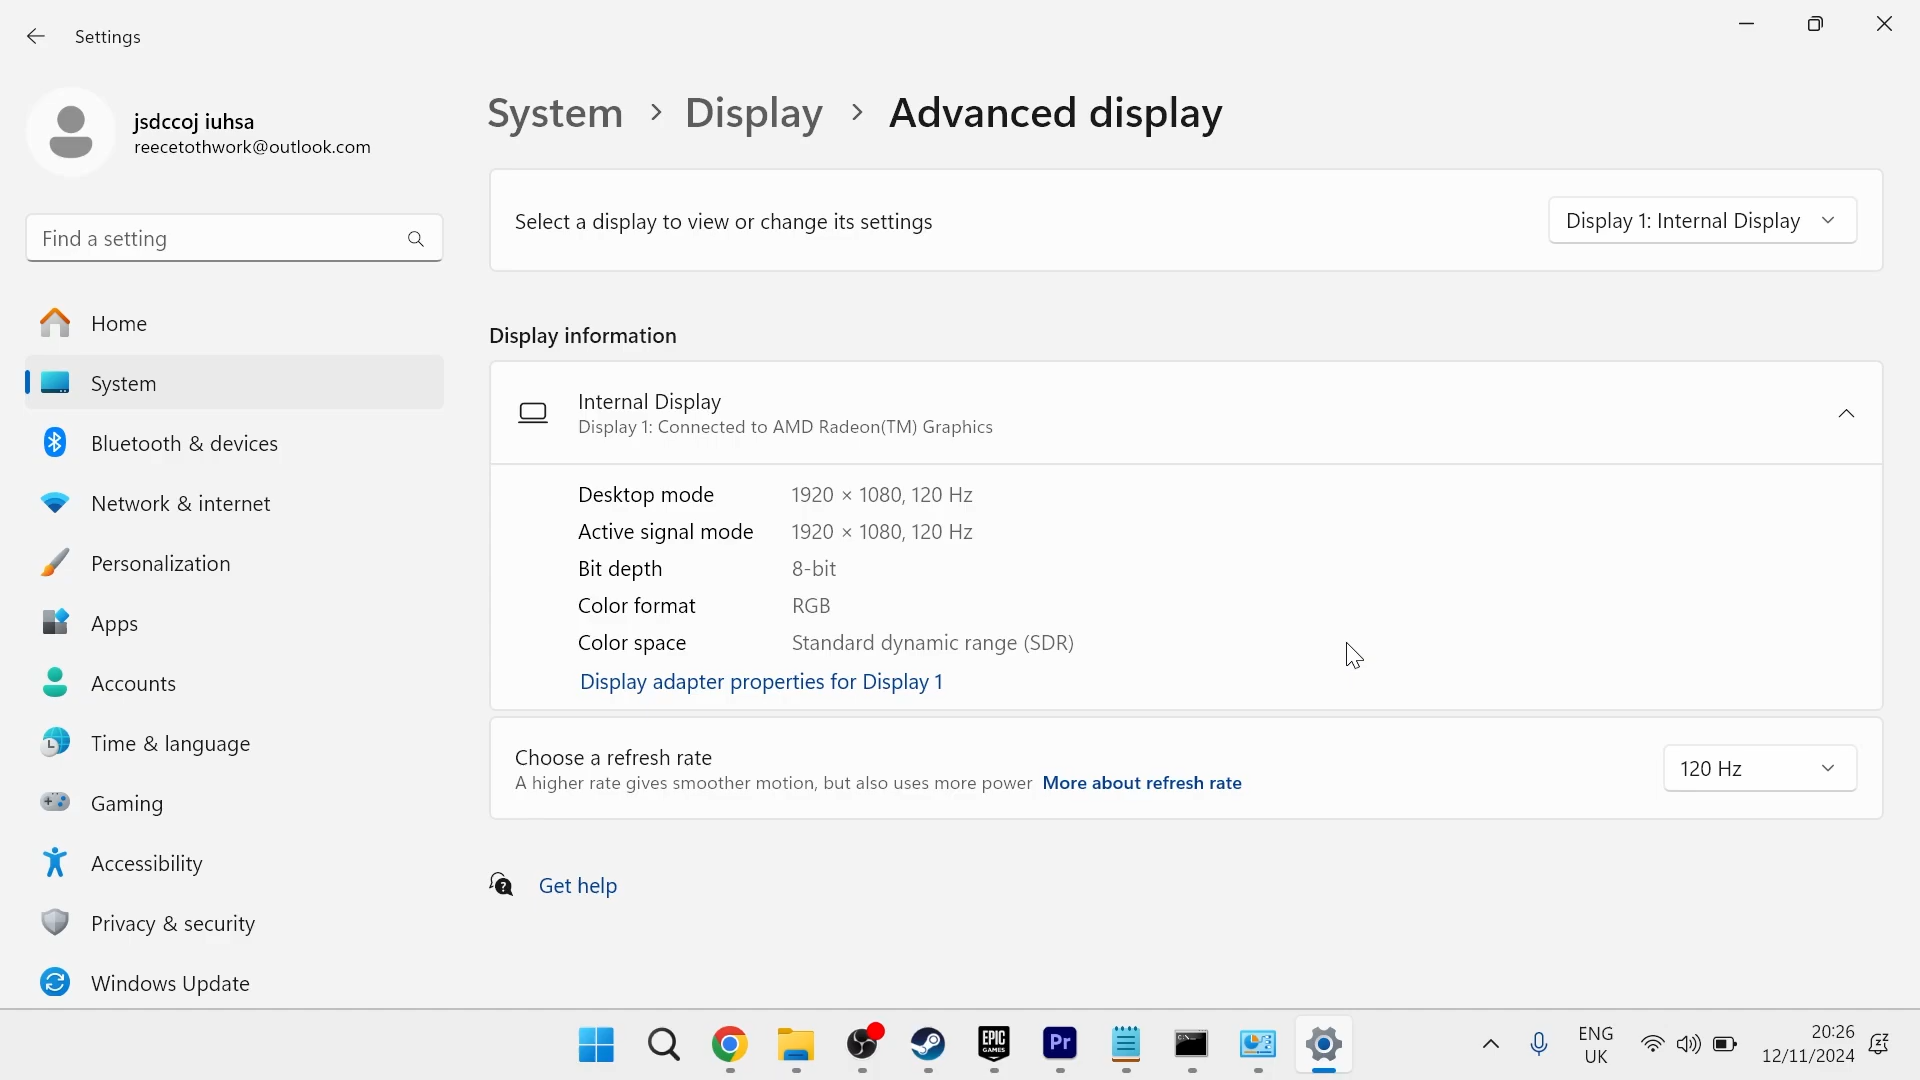 Settings
jsdccoj iuhsa
reecetothwork@outlook.com
Find a setting
Home
System
Bluetooth & devices
Network & internet
Personalization
Apps
Accounts
Time & language
Gaming
Accessibility
Privacy & security
Windows Update
System > Display > Advanced display
Select a display to view or change its settings
Display 1: Internal Display
Display information
Internal Display
Display 1: Connected to AMD Radeon(TM) Graphics
Desktop mode 1920 × 1080, 120 Hz
Active signal mode 1920 × 1080, 120 Hz
Bit depth 8-bit
Color format RGB
Color space Standard dynamic range (SDR)
Display adapter properties for Display 1
Choose a refresh rate
A higher rate gives smoother motion, but also uses more power More about refresh rate
120 Hz
Get help
EPIC
GAMES
Pr
ENG
UK
20:26
12/11/2024